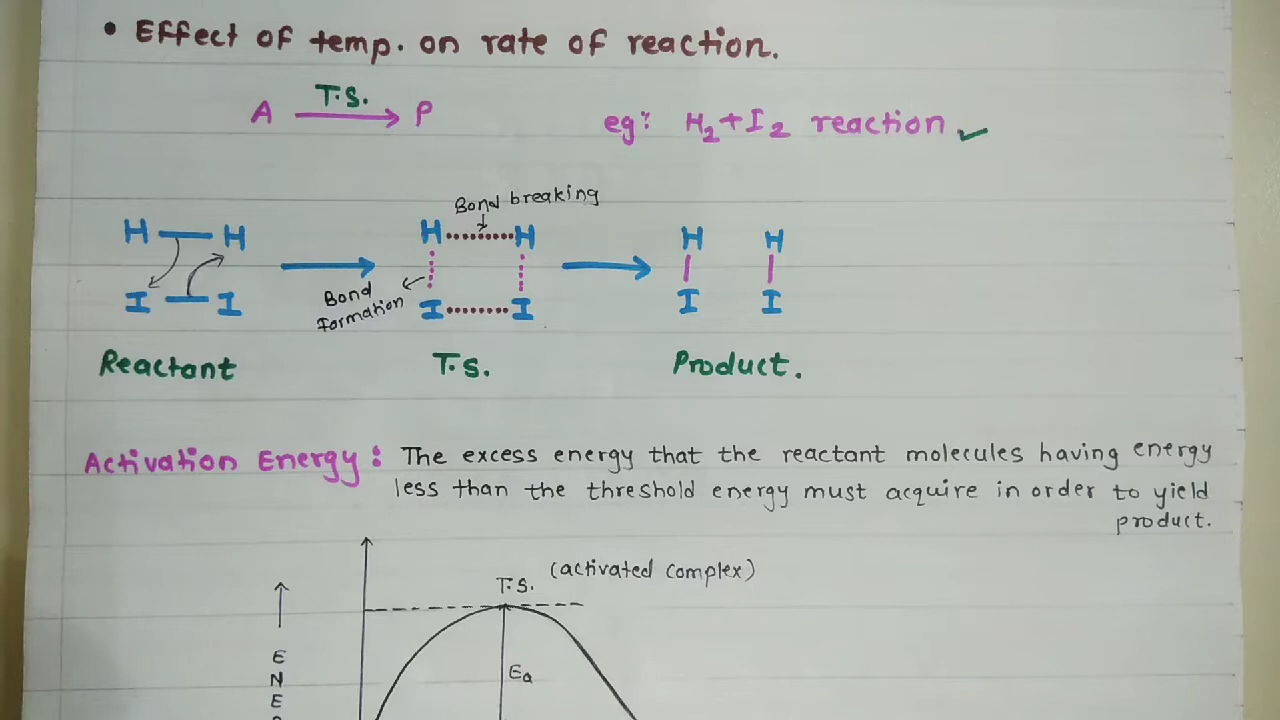 • Effect of temp. on rate of reaction.
T.S.
A → P
eg: H₂+I₂ reaction ✓
Bond breaking
H — H
H ........ H
H H
Bond
Formation
I — I
I ........ I
I I
Reactant
T.S.
Product.
Activation Energy: The excess energy that the reactant molecules having energy
less than the threshold energy must acquire in order to yield
product.
T.S. (activated complex)
Ea
E
N
E